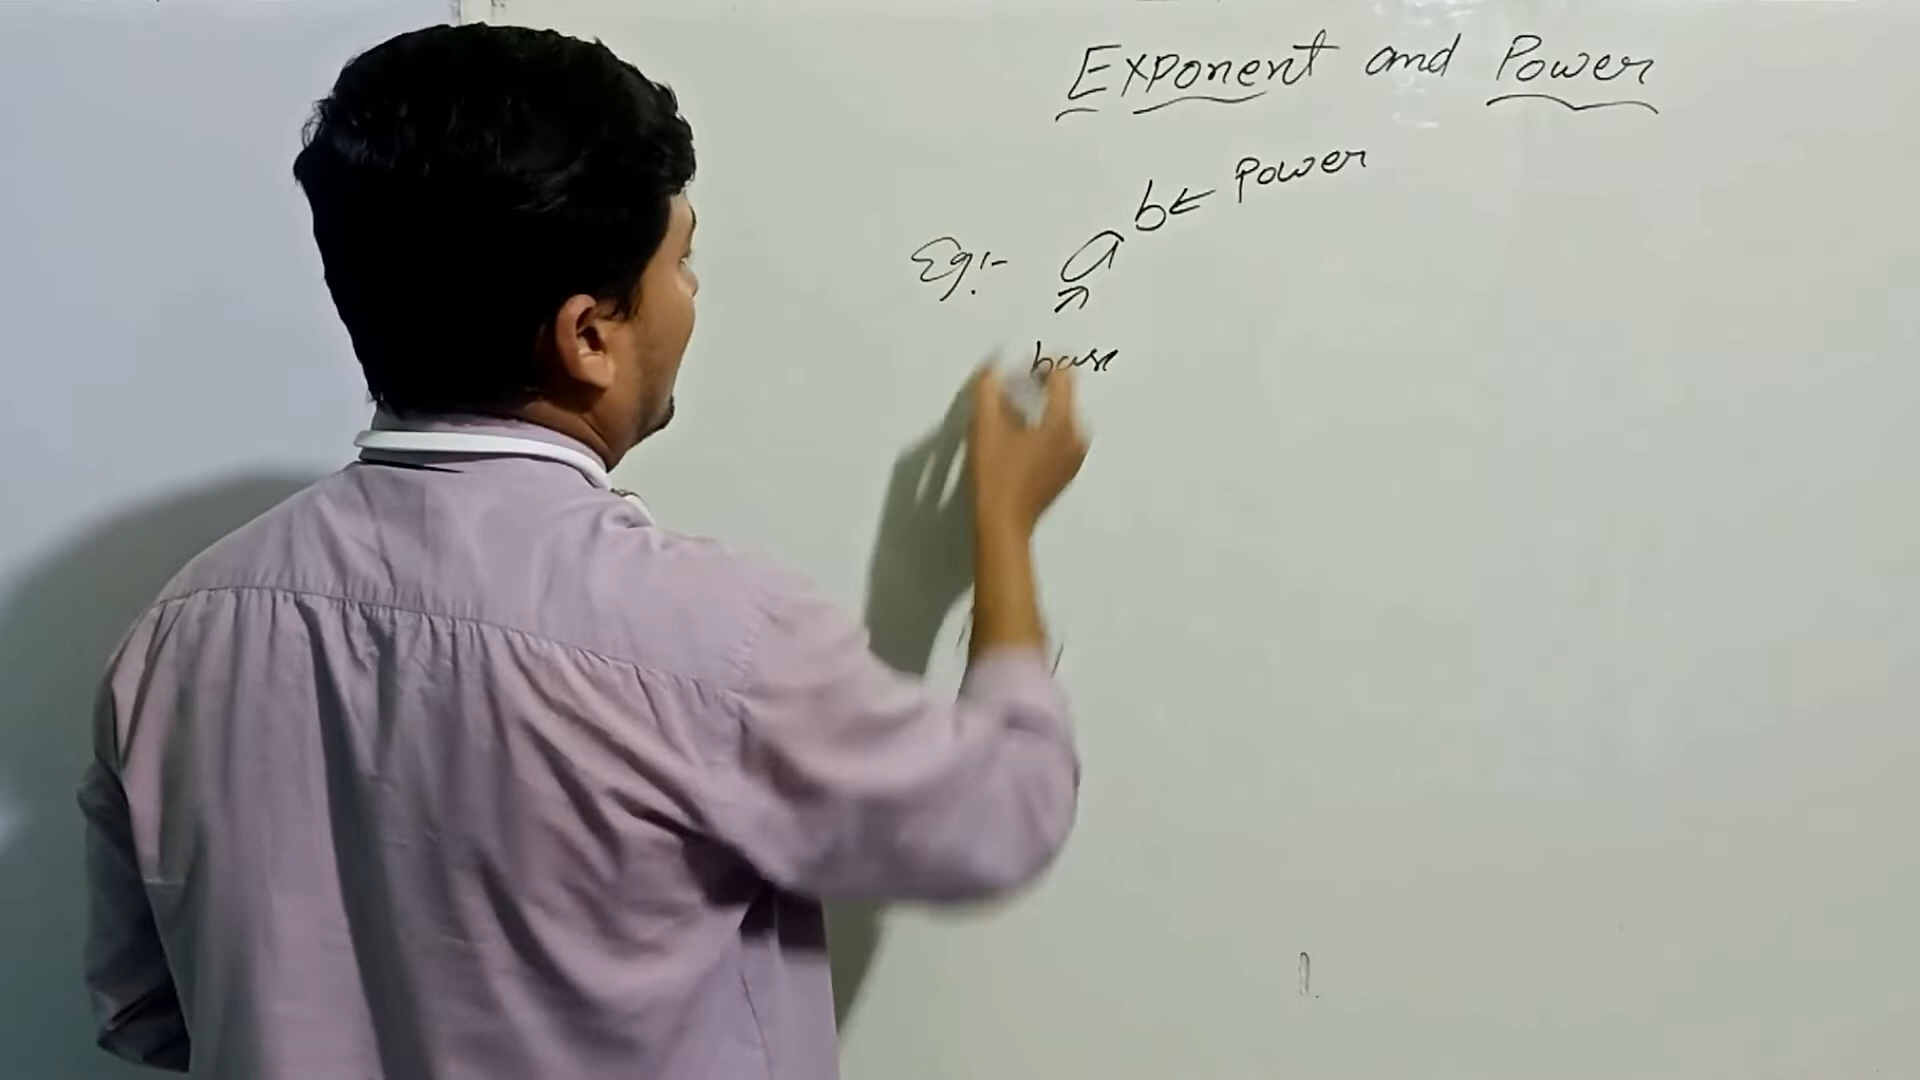 Exponent and Power
b ← Power
Eg:- a
base